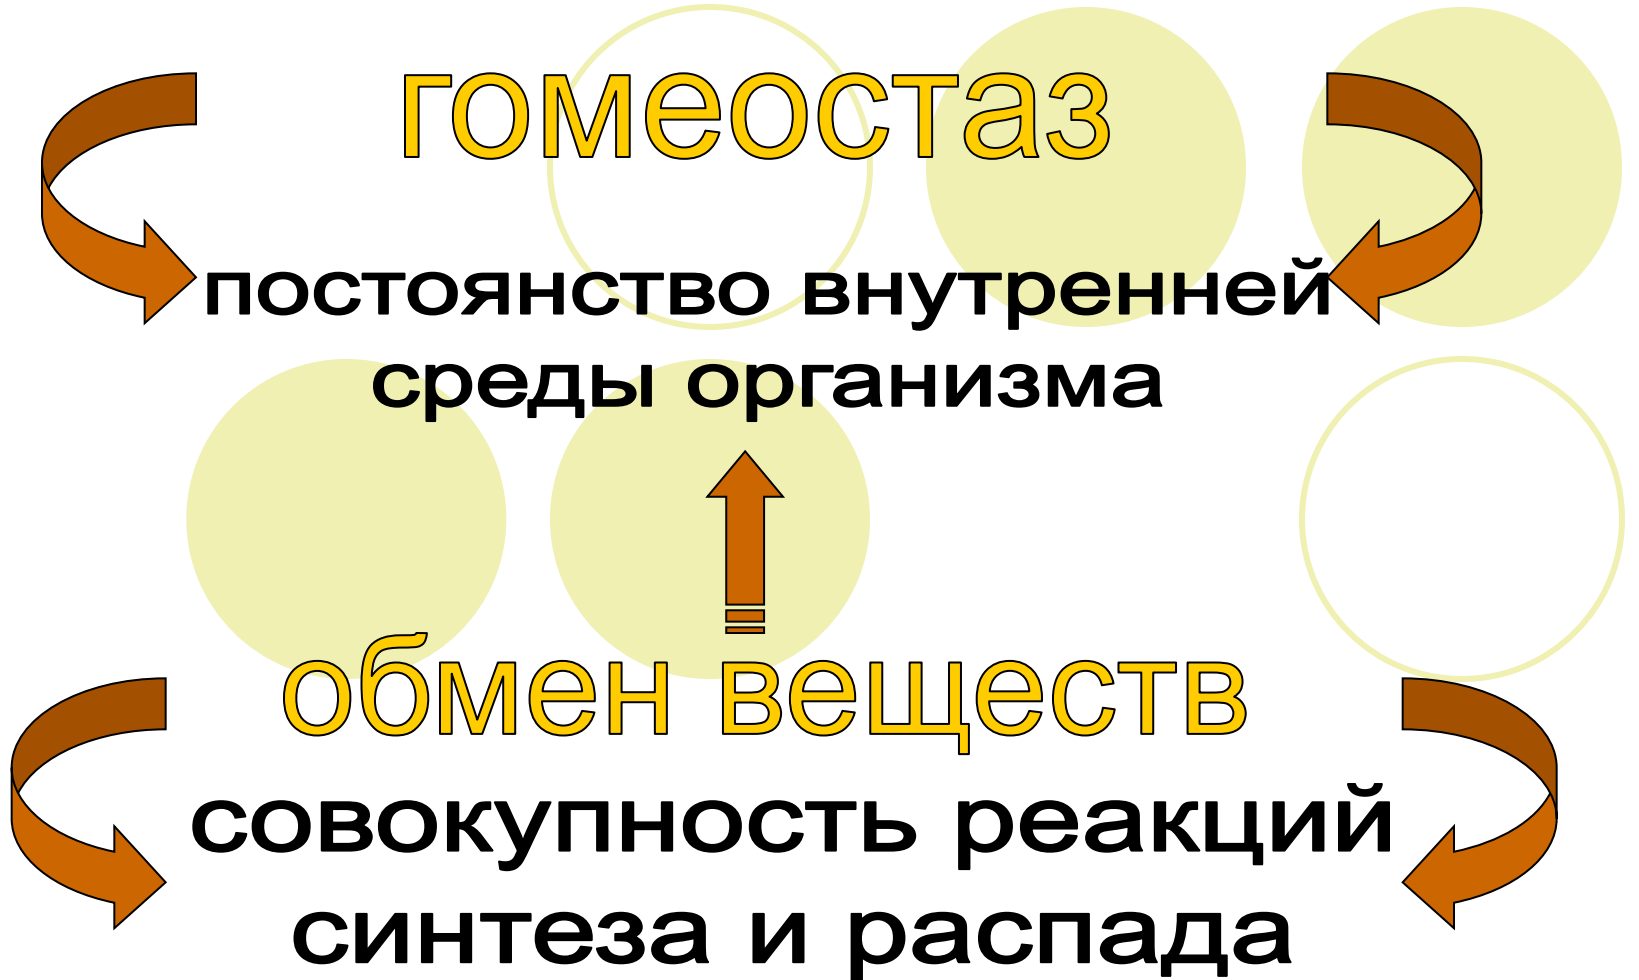 гомеостаз
постоянство внутренней
среды организма
обмен веществ
совокупность реакций
синтеза и распада